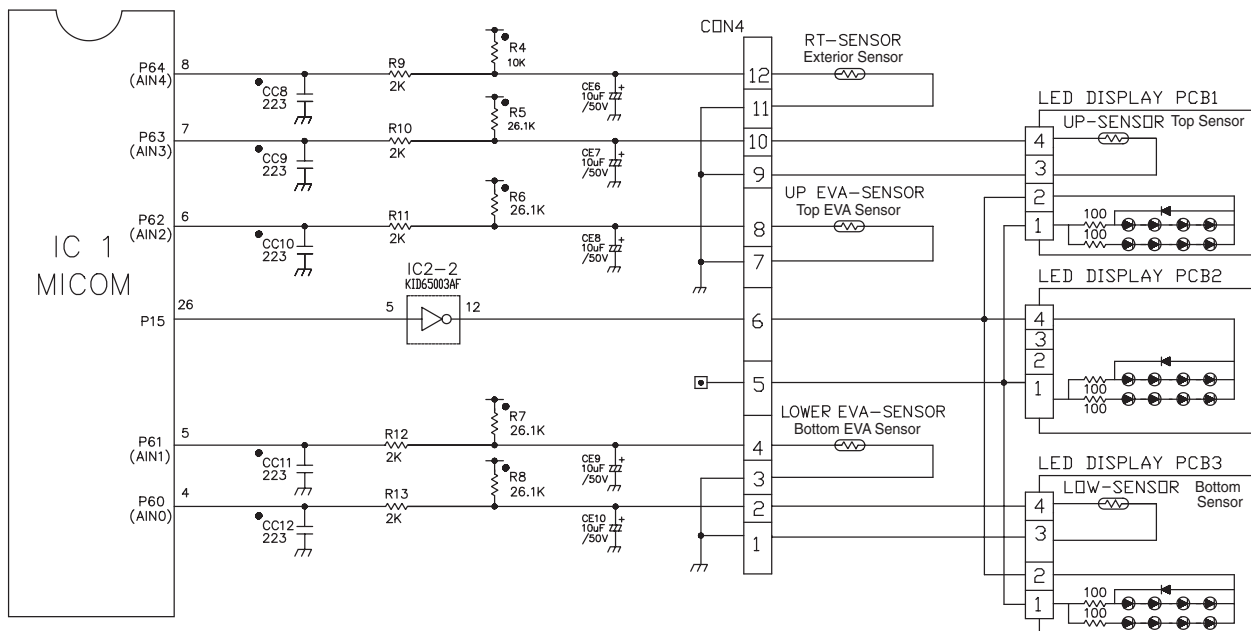 IC 1
MICOM
P64
(AIN4)
8
CC8
223
R9
2K
R4
10K
CE6
10uF
/50V
+
P63
(AIN3)
7
CC9
223
R10
2K
R5
26.1K
CE7
10uF
/50V
+
P62
(AIN2)
6
CC10
223
R11
2K
R6
26.1K
CE8
10uF
/50V
+
P15
26
5
IC2-2
KID65003AF
12
P61
(AIN1)
5
CC11
223
R12
2K
R7
26.1K
CE9
10uF
/50V
+
P60
(AIN0)
4
CC12
223
R13
2K
R8
26.1K
CE10
10uF
/50V
+
CON4
12
11
10
9
8
7
6
5
4
3
2
1
RT-SENSOR
Exterior Sensor
UP EVA-SENSOR
Top EVA Sensor
LOWER EVA-SENSOR
Bottom EVA Sensor
LED DISPLAY PCB1
UP-SENSOR Top Sensor
4
3
2
1
100
100
LED DISPLAY PCB2
4
3
2
1
100
100
LED DISPLAY PCB3
LOW-SENSOR Bottom
Sensor
4
3
2
1
100
100